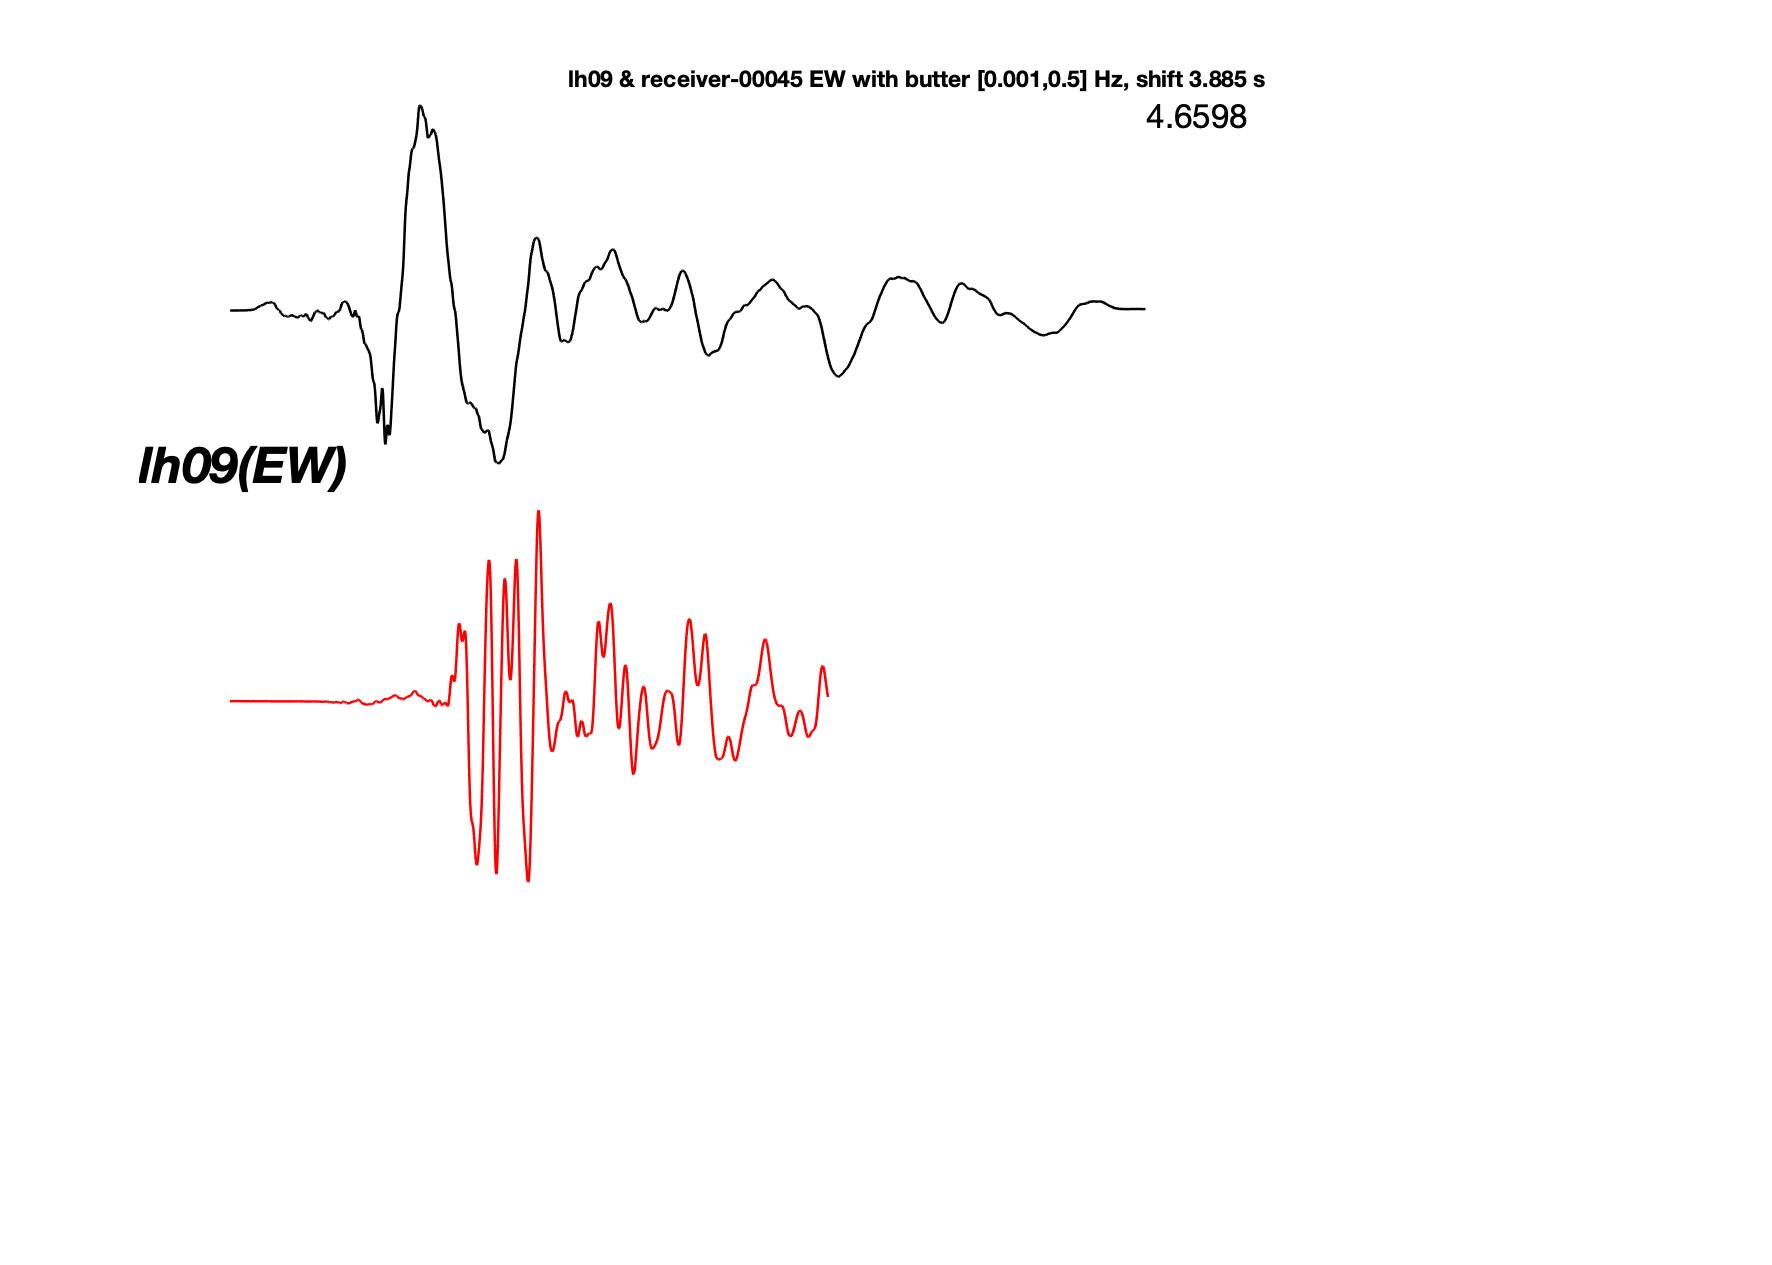 lh09 & receiver-00045 EW with butter [0.001,0.5] Hz, shift 3.885 s
4.6598
lh09(EW)